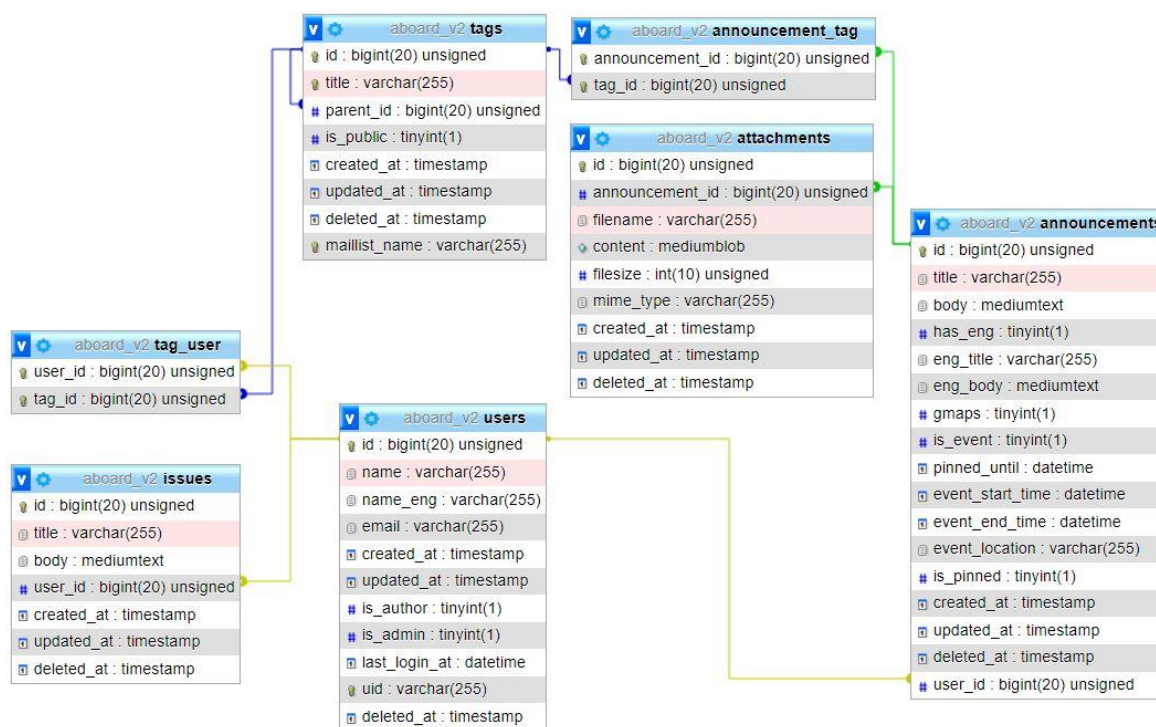 aboard_v2 tags
id : bigint(20) unsigned
title : varchar(255)
parent_id : bigint(20) unsigned
is_public : tinyint(1)
created_at : timestamp
updated_at : timestamp
deleted_at : timestamp
maillist_name : varchar(255)
aboard_v2 announcement_tag
announcement_id : bigint(20) unsigned
tag_id : bigint(20) unsigned
aboard_v2 attachments
id : bigint(20) unsigned
announcement_id : bigint(20) unsigned
filename : varchar(255)
content : mediumblob
filesize : int(10) unsigned
mime_type : varchar(255)
created_at : timestamp
updated_at : timestamp
deleted_at : timestamp
aboard_v2 announcements
id : bigint(20) unsigned
title : varchar(255)
body : mediumtext
has_eng : tinyint(1)
eng_title : varchar(255)
eng_body : mediumtext
gmaps : tinyint(1)
is_event : tinyint(1)
pinned_until : datetime
event_start_time : datetime
event_end_time : datetime
event_location : varchar(255)
is_pinned : tinyint(1)
created_at : timestamp
updated_at : timestamp
deleted_at : timestamp
user_id : bigint(20) unsigned
aboard_v2 tag_user
user_id : bigint(20) unsigned
tag_id : bigint(20) unsigned
aboard_v2 issues
id : bigint(20) unsigned
title : varchar(255)
body : mediumtext
user_id : bigint(20) unsigned
created_at : timestamp
updated_at : timestamp
deleted_at : timestamp
aboard_v2 users
id : bigint(20) unsigned
name : varchar(255)
name_eng : varchar(255)
email : varchar(255)
created_at : timestamp
updated_at : timestamp
is_author : tinyint(1)
is_admin : tinyint(1)
last_login_at : datetime
uid : varchar(255)
deleted_at : timestamp